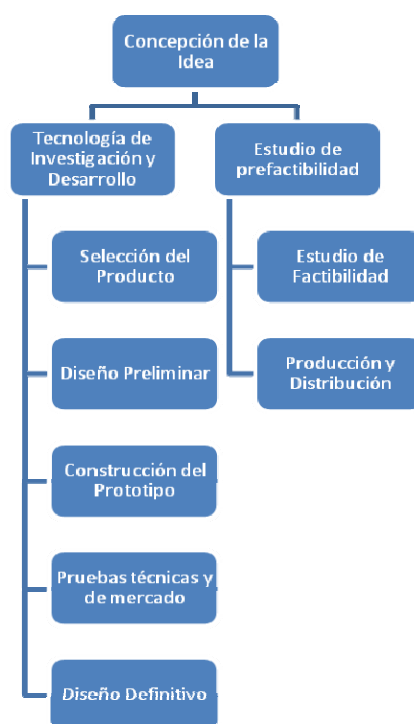 Concepción de la
Idea
Tecnología de
Investigación y
Desarrollo
Estudio de
prefactibilidad
Selección del
Producto
Estudio de
Factibilidad
Diseño Preliminar
Producción y
Distribución
Construcción del
Prototipo
Pruebas técnicas y
de mercado
Diseño Definitivo